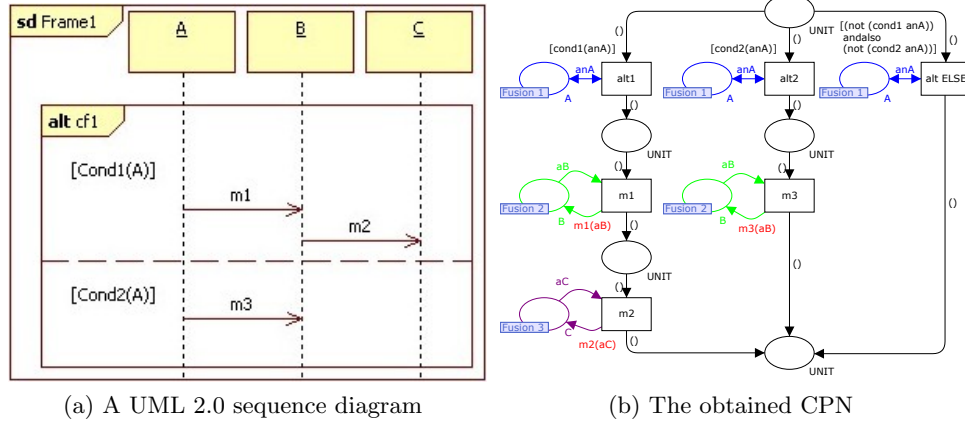 sd Frame1
A
B
C
alt cf1
[Cond1(A)]
m1
m2
[Cond2(A)]
m3
(a) A UML 2.0 sequence diagram
UNIT
()
()
()
[cond1(anA)]
[cond2(anA)]
[(not (cond1 anA))
andalso
(not (cond2 anA))]
anA
A
Fusion 1
alt1
anA
A
Fusion 1
alt2
anA
A
Fusion 1
alt ELSE
()
()
UNIT
UNIT
()
()
aB
Fusion 2
B
m1(aB)
m1
aB
Fusion 2
B
m3(aB)
m3
()
UNIT
()
()
()
aC
Fusion 3
C
m2(aC)
m2
()
UNIT
(b) The obtained CPN